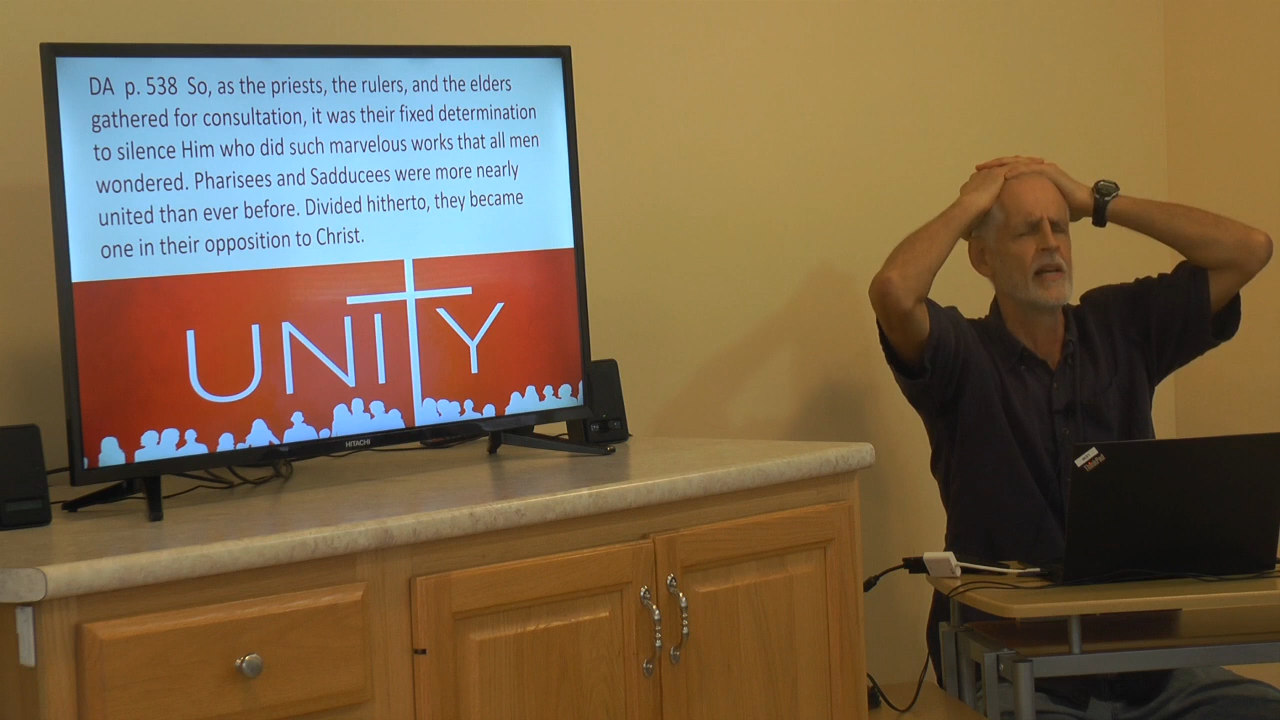 DA p. 538 So, as the priests, the rulers, and the elders
gathered for consultation, it was their fixed determination
to silence Him who did such marvelous works that all men
wondered. Pharisees and Sadducees were more nearly
united than ever before. Divided hitherto, they became
one in their opposition to Christ.
UNITY
HITACHI
ThinkPad